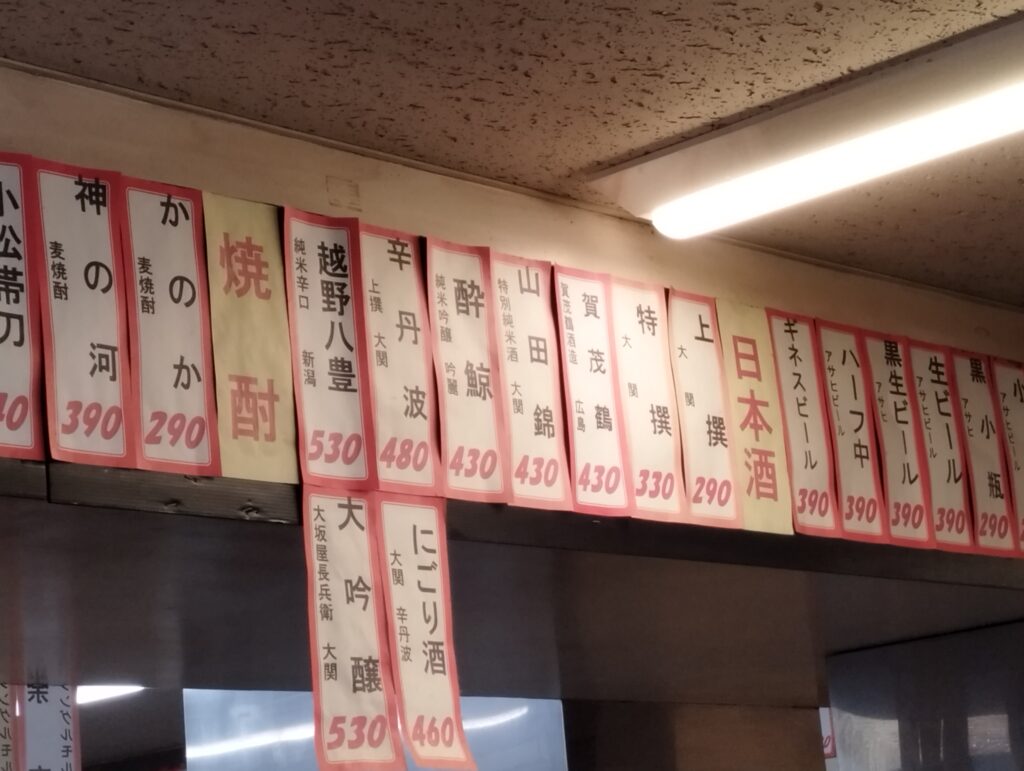 小
黒小瓶
アサヒ
290
生ビール
アサヒビール
390
黒生ビール
アサヒ
390
ハーフ中
アサヒビール
390
ギネスビール
390
日本酒
上撰
大関
290
特撰
大関
330
賀茂鶴
賀茂鶴酒造 広島
430
山田錦
特別純米酒 大関
430
酔鯨
純米吟醸 吟麗
430
辛丹波
上撰 大関
480
越野八豊
純米辛口 新潟
530
にごり酒
大関 辛丹波
460
大吟醸
大坂屋長兵衛 大関
530
焼酎
かのか
麦焼酎
290
神の河
麦焼酎
390
小松帯刀
40